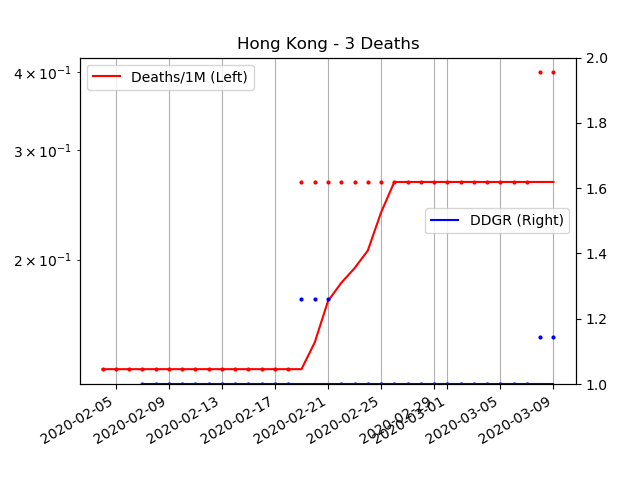 Hong Kong - 3 Deaths
Deaths/1M (Left)
DDGR (Right)
4 × 10⁻¹
3 × 10⁻¹
2 × 10⁻¹
2.0
1.8
1.6
1.4
1.2
1.0
2020-02-05
2020-02-09
2020-02-13
2020-02-17
2020-02-21
2020-02-25
2020-02-29
2020-03-01
2020-03-05
2020-03-09